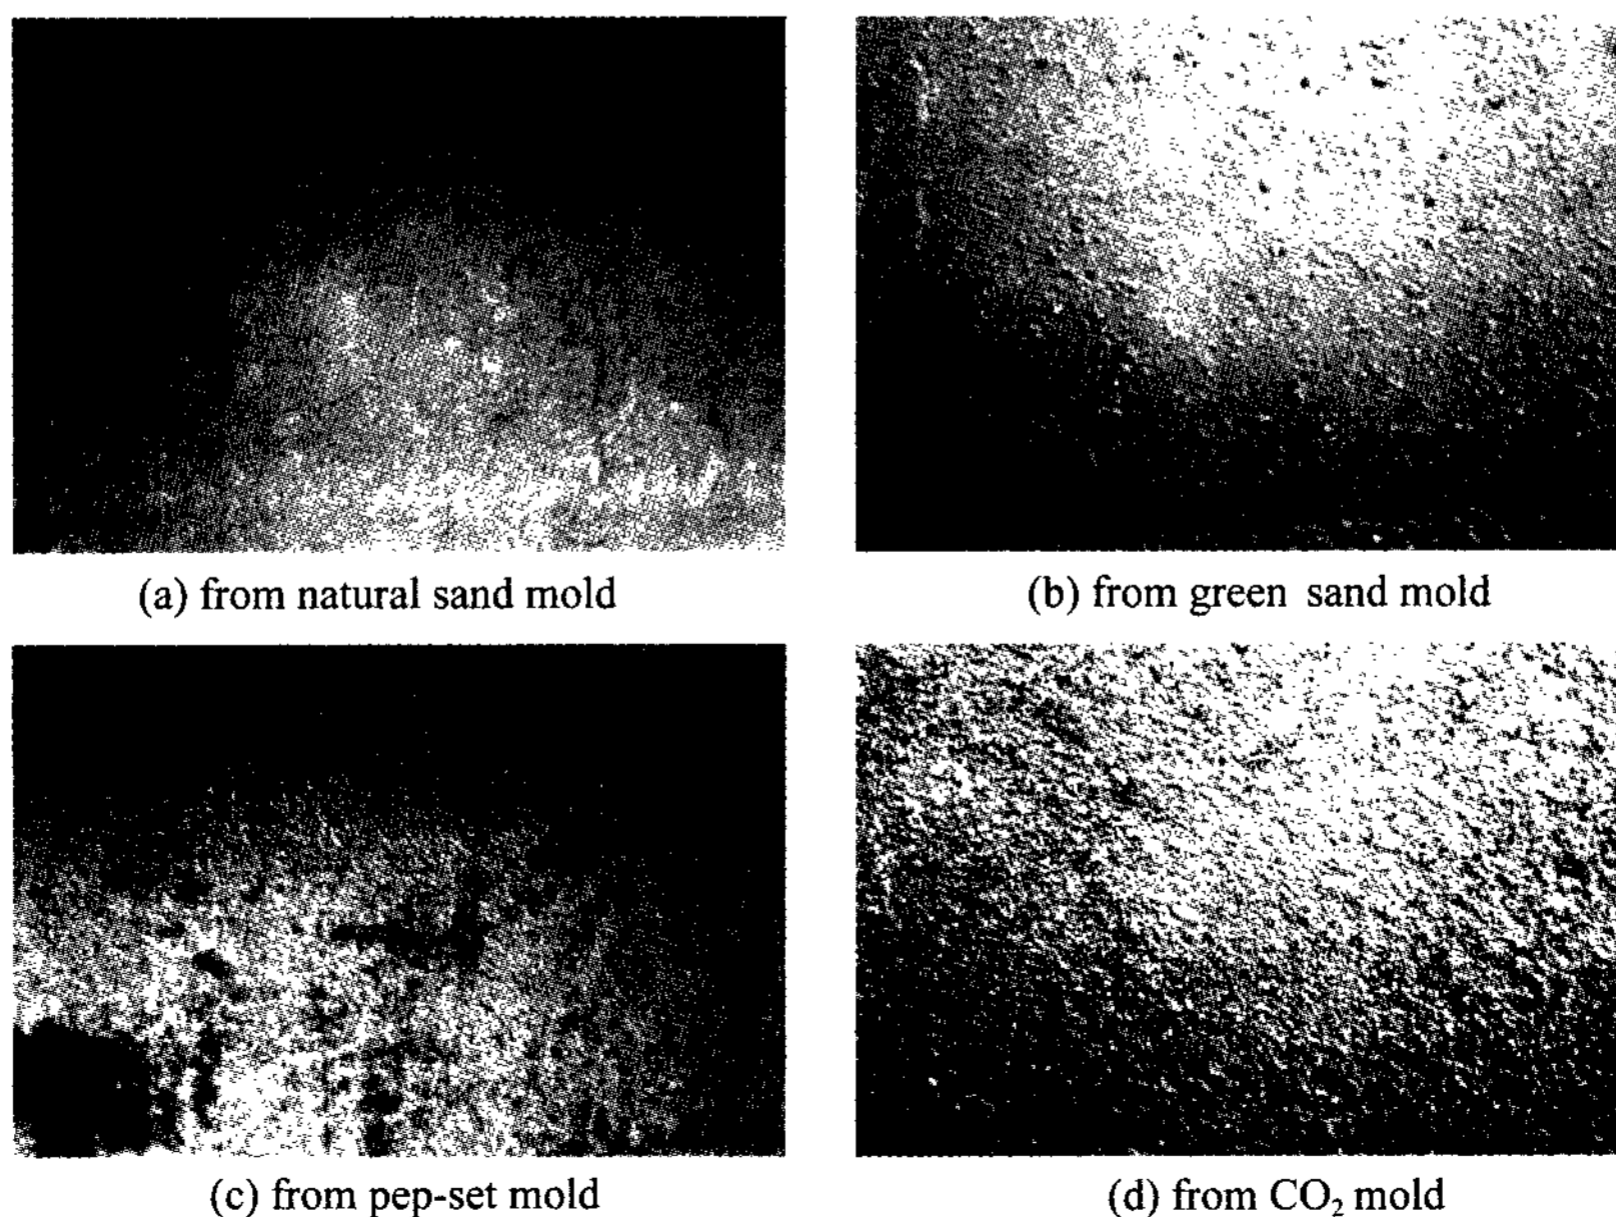 (a) from natural sand mold
(b) from green sand mold
(c) from pep-set mold
(d) from CO₂ mold